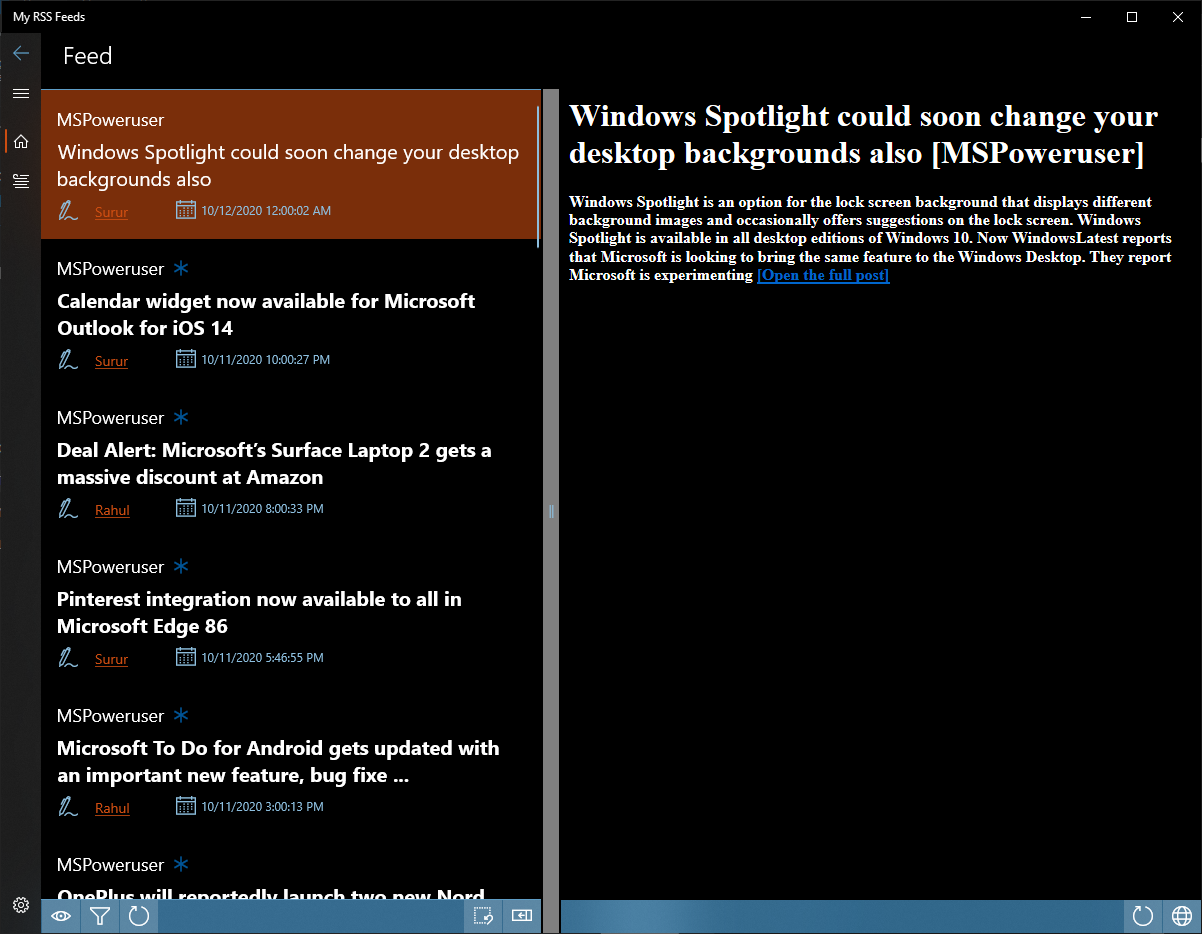 My RSS Feeds
Feed
MSPoweruser
Windows Spotlight could soon change your desktop
backgrounds also
Surur 10/12/2020 12:00:02 AM
MSPoweruser
Calendar widget now available for Microsoft
Outlook for iOS 14
Surur 10/11/2020 10:00:27 PM
MSPoweruser
Deal Alert: Microsoft’s Surface Laptop 2 gets a
massive discount at Amazon
Rahul 10/11/2020 8:00:33 PM
MSPoweruser
Pinterest integration now available to all in
Microsoft Edge 86
Surur 10/11/2020 5:46:55 PM
MSPoweruser
Microsoft To Do for Android gets updated with
an important new feature, bug fixe ...
Rahul 10/11/2020 3:00:13 PM
MSPoweruser
OnePlus will reportedly launch two new Nord
Windows Spotlight could soon change your
desktop backgrounds also [MSPoweruser]
Windows Spotlight is an option for the lock screen background that displays different
background images and occasionally offers suggestions on the lock screen. Windows
Spotlight is available in all desktop editions of Windows 10. Now WindowsLatest reports
that Microsoft is looking to bring the same feature to the Windows Desktop. They report
Microsoft is experimenting [Open the full post]